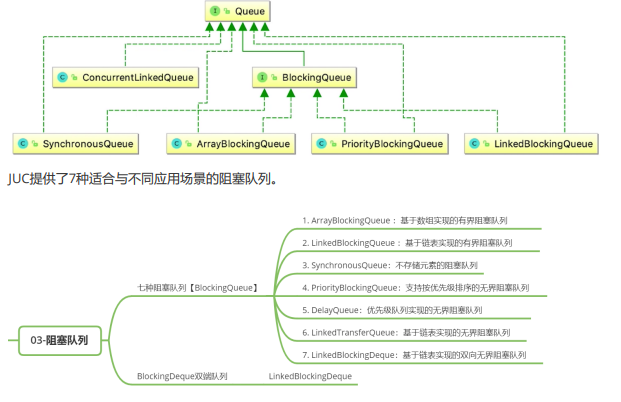 Queue
ConcurrentLinkedQueue
BlockingQueue
SynchronousQueue
ArrayBlockingQueue
PriorityBlockingQueue
LinkedBlockingQueue
JUC提供了7种适合与不同应用场景的阻塞队列。
1. ArrayBlockingQueue ：基于数组实现的有界阻塞队列
2. LinkedBlockingQueue ：基于链表实现的有界阻塞队列
3. SynchronousQueue：不存储元素的阻塞队列
七种阻塞队列【BlockingQueue】
4. PriorityBlockingQueue：支持按优先级排序的无界阻塞队列
5. DelayQueue：优先级队列实现的无界阻塞队列
03-阻塞队列
6. LinkedTransferQueue：基于链表实现的无界阻塞队列
7. LinkedBlockingDeque：基于链表实现的双向无界阻塞队列
BlockingDeque双端队列
LinkedBlockingDeque